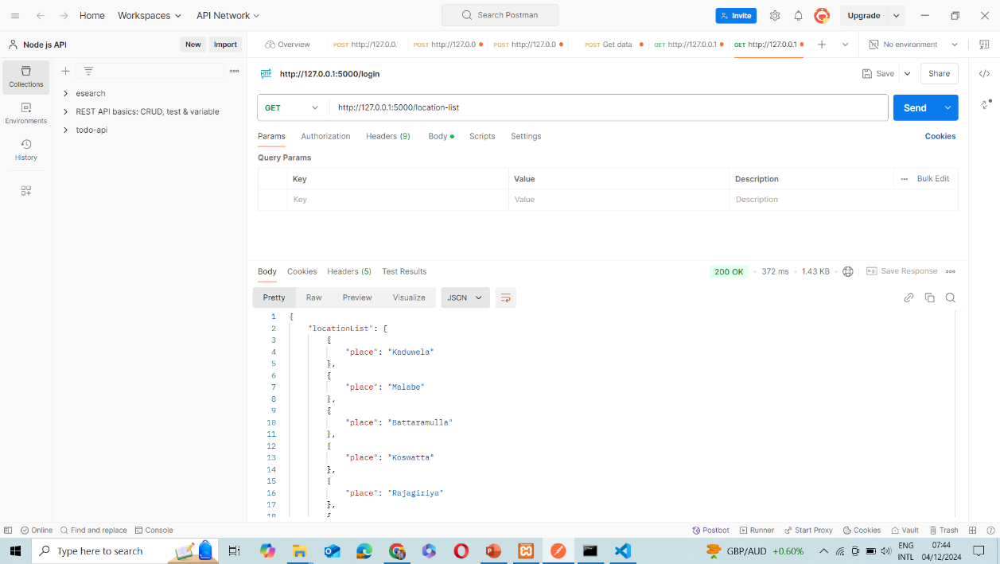 Home Workspaces API Network Search Postman Invite Upgrade
Node js API New Import Overview POST http://127.0.0. POST http://127.0.0 POST http://127.0.0 POST Get data GET http://127.0.0.1 GET http://127.0.0.1 No environment
Collections
Environments
History
esearch
REST API basics: CRUD, test & variable
todo-api
HTTP http://127.0.0.1:5000/login Save Share
GET http://127.0.0.1:5000/location-list Send
Params Authorization Headers (9) Body Scripts Settings Cookies
Query Params
Key Value Description Bulk Edit
Key Value Description
Body Cookies Headers (5) Test Results 200 OK 372 ms 1.43 KB Save Response
Pretty Raw Preview Visualize JSON
1 {
2 "locationList": [
3 {
4 "place": "Kaduwela"
5 },
6 {
7 "place": "Malabe"
8 },
9 {
10 "place": "Battaramulla"
11 },
12 {
13 "place": "Koswatta"
14 },
15 {
16 "place": "Rajagiriya"
17 },
18 {
Online Find and replace Console Postbot Runner Start Proxy Cookies Vault Trash
Type here to search GBP/AUD +0.60% ENG INTL 07:44 04/12/2024